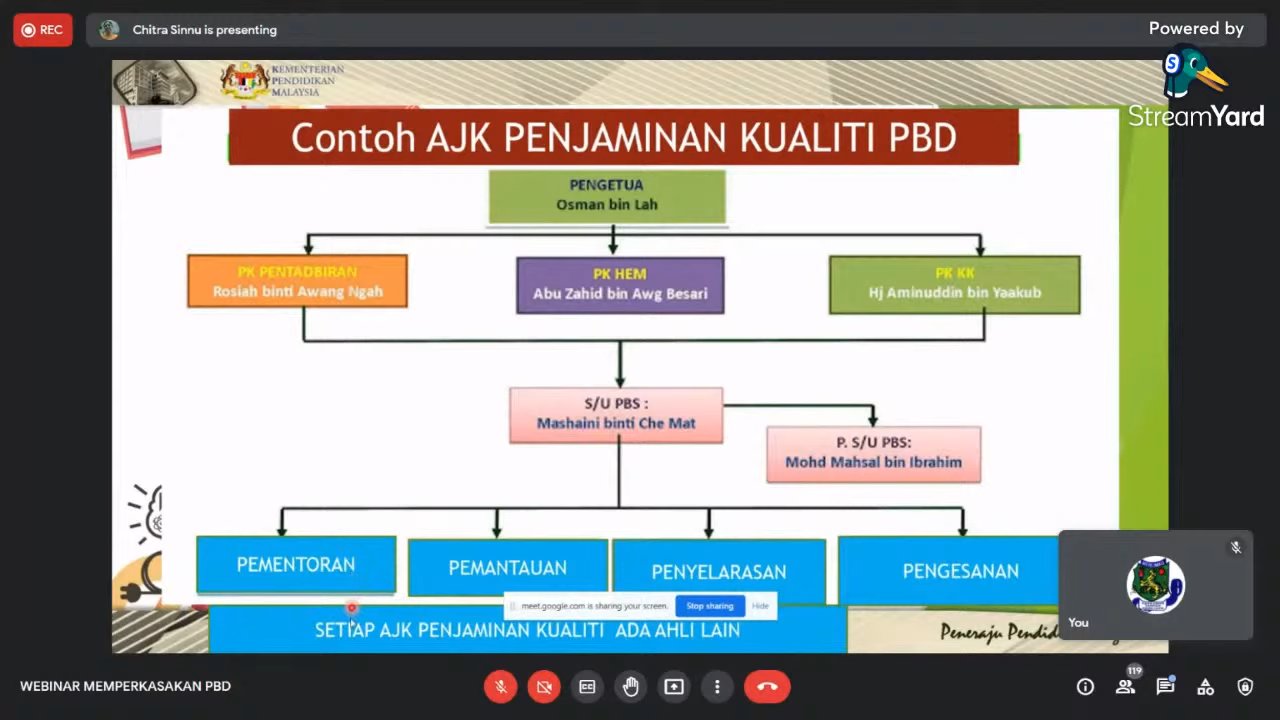 REC
Chitra Sinnu is presenting
Powered by
StreamYard
KEMENTERIAN
PENDIDIKAN
MALAYSIA
Contoh AJK PENJAMINAN KUALITI PBD
PENGETUA
Osman bin Lah
PK PENTADBIRAN
Rosiah binti Awang Ngah
PK HEM
Abu Zahid bin Awg Besari
PK KK
Hj Aminuddin bin Yaakub
S/U PBS :
Mashaini binti Che Mat
P. S/U PBS:
Mohd Mahsal bin Ibrahim
PEMENTORAN
PEMANTAUAN
PENYELARASAN
PENGESANAN
meet.google.com is sharing your screen.
Stop sharing
Hide
SETIAP AJK PENJAMINAN KUALITI ADA AHLI LAIN
Peneraju
You
WEBINAR MEMPERKASAKAN PBD
119